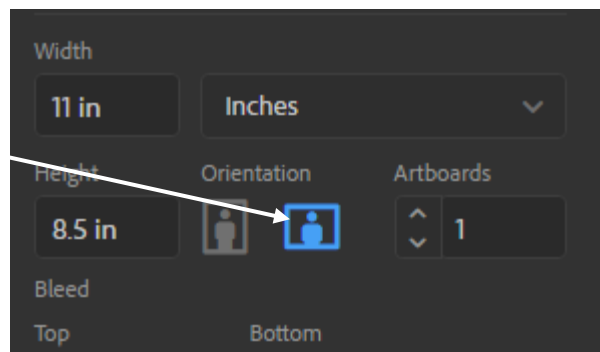 Width
11 in Inches
Height Orientation Artboards
8.5 in 1
Bleed
Top Bottom